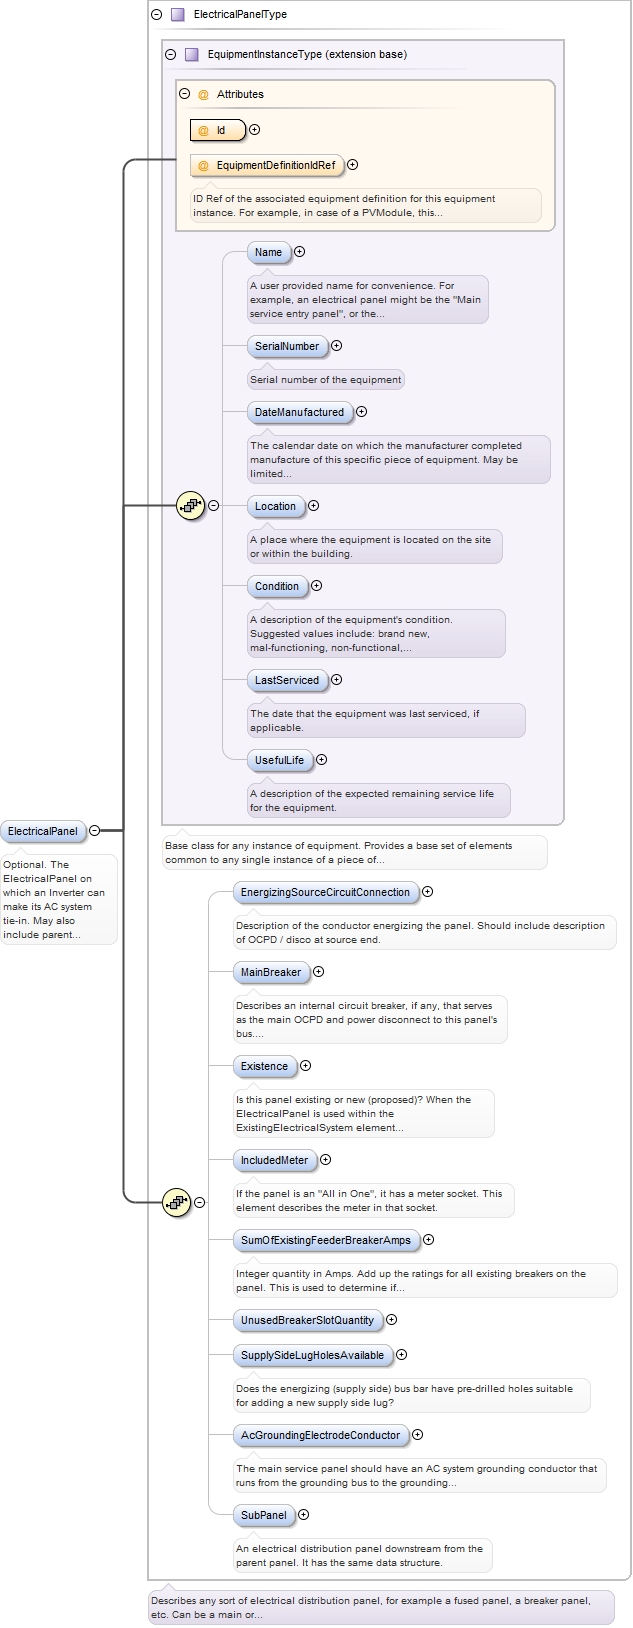 ElectricalPanelType
EquipmentInstanceType (extension base)
@ Attributes
@ Id
@ EquipmentDefinitionIdRef
ID Ref of the associated equipment definition for this equipment
instance. For example, in case of a PVModule, this...
Name
A user provided name for convenience. For
example, an electrical panel might be the "Main
service entry panel", or the...
SerialNumber
Serial number of the equipment
DateManufactured
The calendar date on which the manufacturer completed
manufacture of this specific piece of equipment. May be
limited...
Location
A place where the equipment is located on the site
or within the building.
Condition
A description of the equipment's condition.
Suggested values include: brand new,
mal-functioning, non-functional,...
LastServiced
The date that the equipment was last serviced, if
applicable.
UsefulLife
A description of the expected remaining service life
for the equipment.
ElectricalPanel
Optional. The
ElectricalPanel on
which an Inverter can
make its AC system
tie-in. May also
include parent...
Base class for any instance of equipment. Provides a base set of elements
common to any single instance of a piece of...
EnergizingSourceCircuitConnection
Description of the conductor energizing the panel. Should include description
of OCPD / disco at source end.
MainBreaker
Describes an internal circuit breaker, if any, that serves
as the main OCPD and power disconnect to this panel's
bus....
Existence
Is this panel existing or new (proposed)? When the
ElectricalPanel is used within the
ExistingElectricalSystem element...
IncludedMeter
If the panel is an "All in One", it has a meter socket. This
element describes the meter in that socket.
SumOfExistingFeederBreakerAmps
Integer quantity in Amps. Add up the ratings for all existing breakers on the
panel. This is used to determine if...
UnusedBreakerSlotQuantity
SupplySideLugHolesAvailable
Does the energizing (supply side) bus bar have pre-drilled holes suitable
for adding a new supply side lug?
AcGroundingElectrodeConductor
The main service panel should have an AC system grounding conductor that
runs from the grounding bus to the grounding...
SubPanel
An electrical distribution panel downstream from the
parent panel. It has the same data structure.
Describes any sort of electrical distribution panel, for example a fused panel, a breaker panel,
etc. Can be a main or...